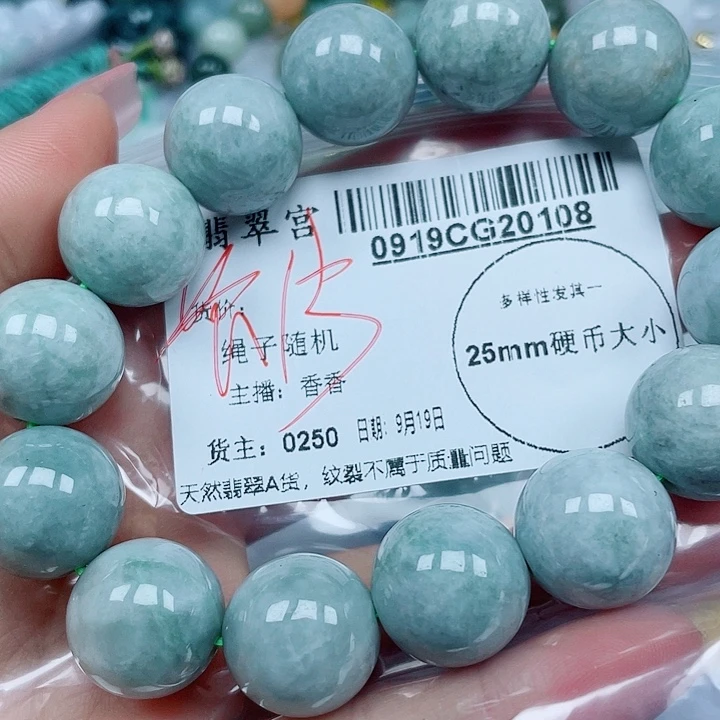 翡翠宫
0919CG20108
货价:
绳子随机
主播: 香香
货主: 0250 日期: 9月19日
天然翡翠A货, 纹裂不属于质量问题
多样性发其一
25mm硬币大小